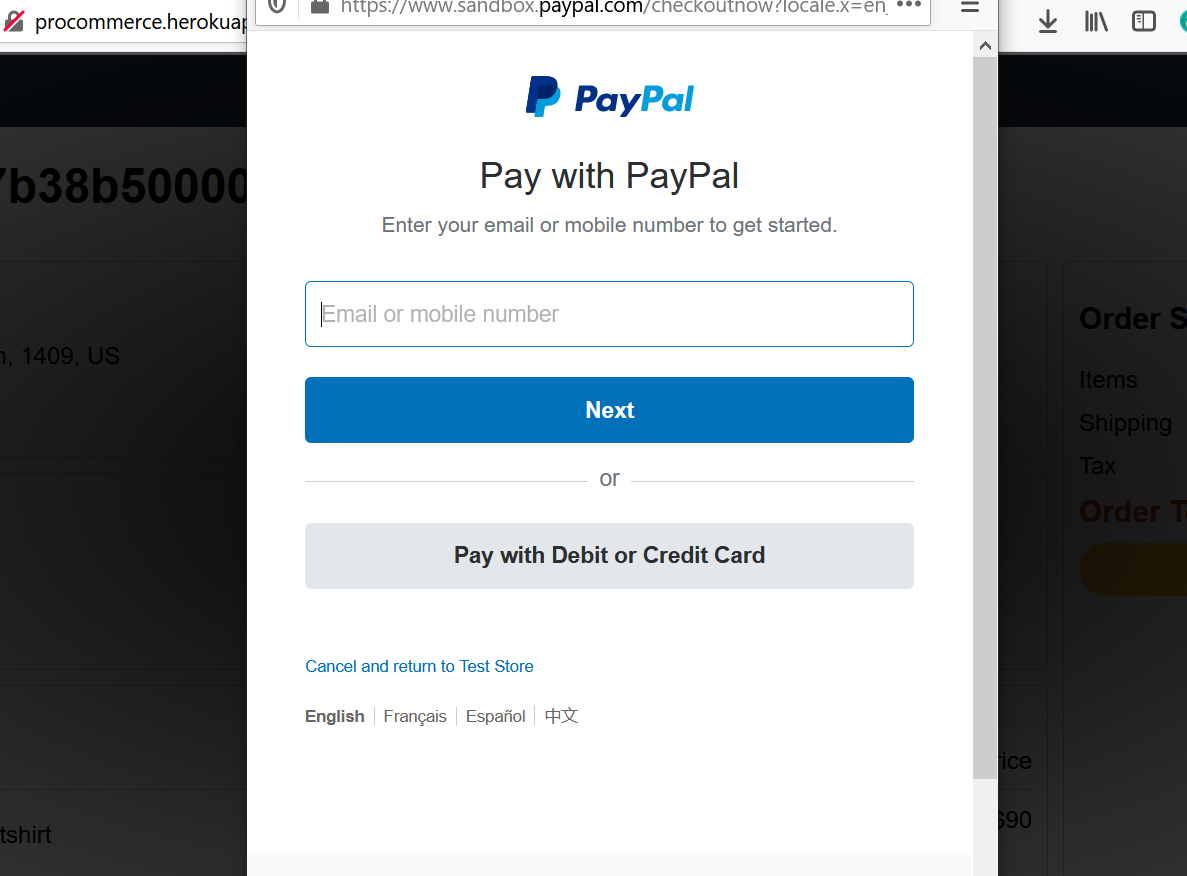 procommerce.herokuap
https://www.sandbox.paypal.com/checkoutnow?locale.x=en_
PayPal
7b38b50000
Pay with PayPal
Enter your email or mobile number to get started.
Email or mobile number
Order S
n, 1409, US
Items
Next
Shipping
Tax
or
Order T
Pay with Debit or Credit Card
Cancel and return to Test Store
English
Français
Español
中文
rice
$90
tshirt